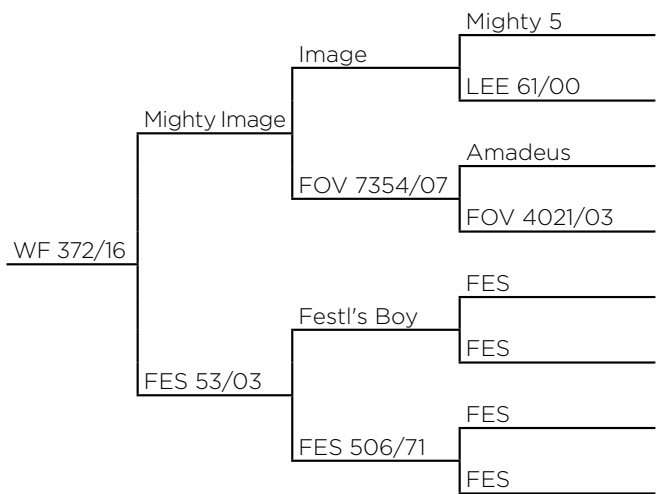 Mighty 5
Image
LEE 61/00
Mighty Image
Amadeus
FOV 7354/07
FOV 4021/03
WF 372/16
FES
Festl's Boy
FES
FES 53/03
FES
FES 506/71
FES